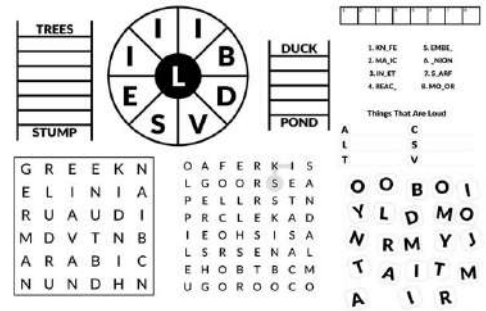 TREES
STUMP
I I
I B
L
E D
S V
DUCK
POND
1. KN_FE 5. EMBE_
2. MA_IC 6. _NION
3. IN_ET 7. S_ARF
4. REAC_ 8. MO_OR
Things That Are Loud
A C
L S
T V
G R E E K N
E L I N I A
R U A U D I
M D V T N B
A R A B I C
N U N D H N
O A F E R K I S
L G O O R S E A
P E L L R S T N
P R C L E K A D
I E O H S I S A
L S R S E N A L
E H O B T B C M
U G O R O O C O
O O B O I
Y L D M O
N R M Y J
T A I T M
A I R